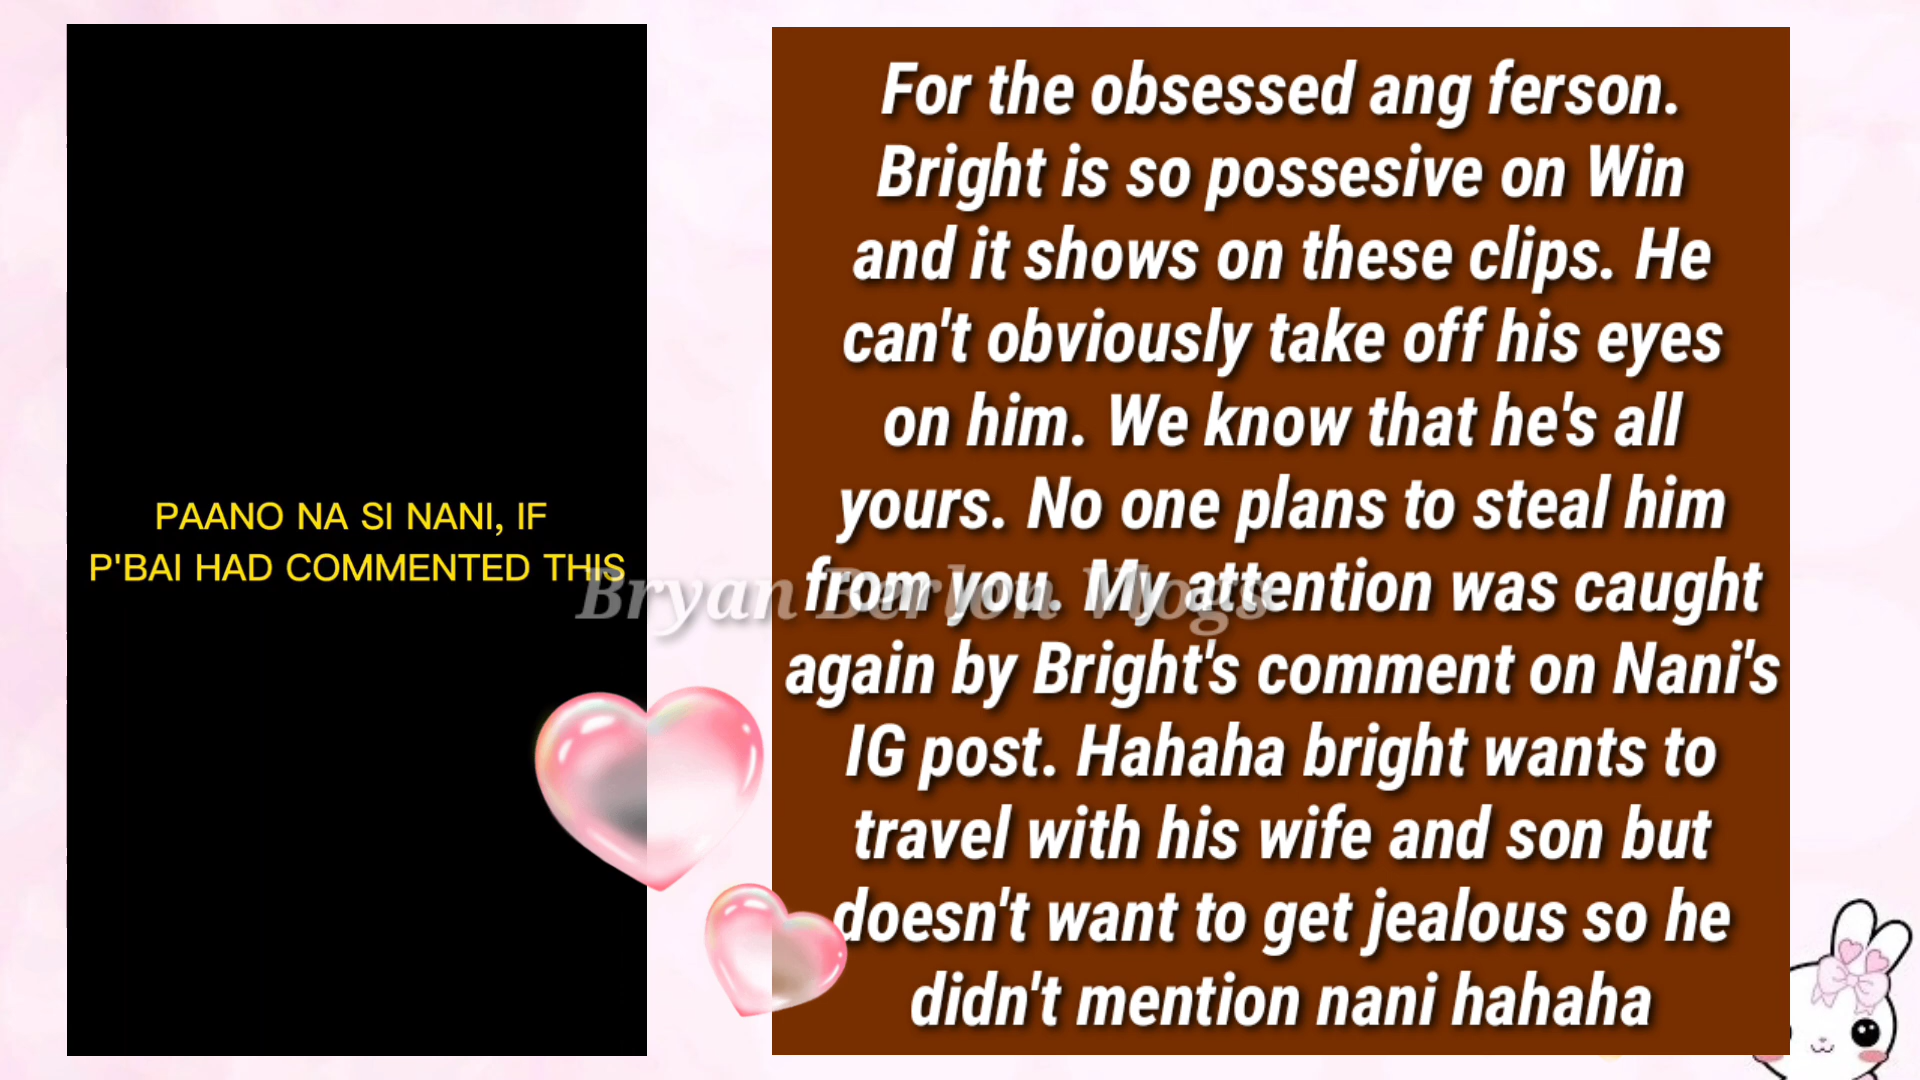 PAANO NA SI NANI, IF
P'BAI HAD COMMENTED THIS
For the obsessed ang ferson.
Bright is so possesive on Win
and it shows on these clips. He
can't obviously take off his eyes
on him. We know that he's all
yours. No one plans to steal him
from you. My attention was caught
again by Bright's comment on Nani's
IG post. Hahaha bright wants to
travel with his wife and son but
doesn't want to get jealous so he
didn't mention nani hahaha
Bryan Berlon Vlogs